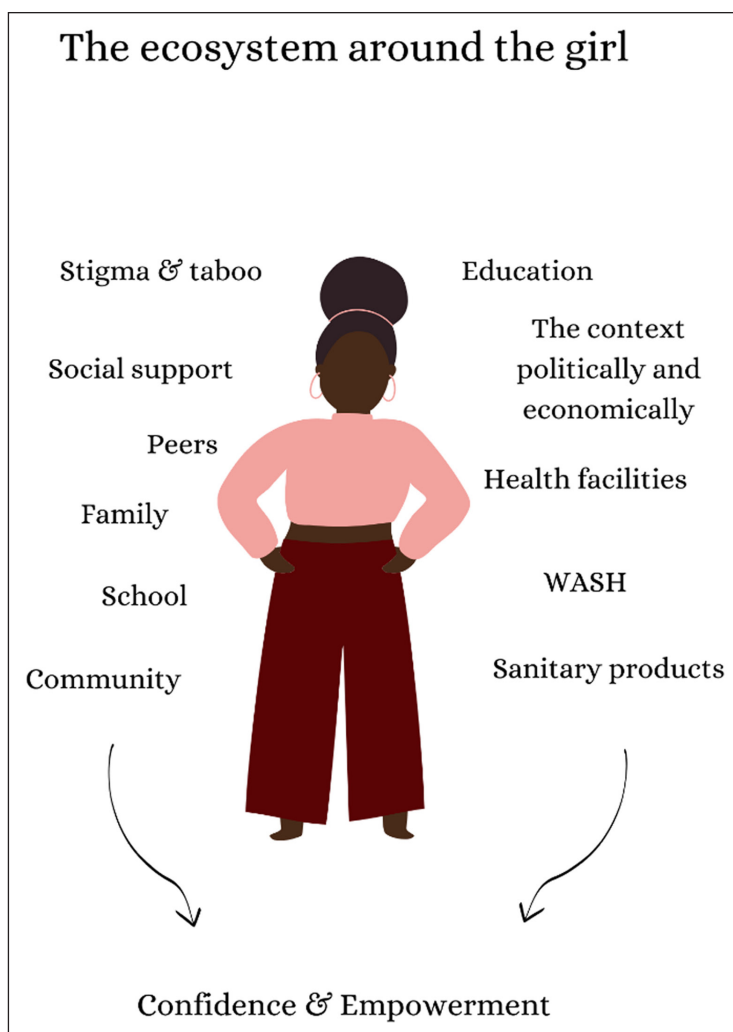 The ecosystem around the girl
Stigma & taboo
Social support
Peers
Family
School
Community
Education
The context
politically and
economically
Health facilities
WASH
Sanitary products
Confidence & Empowerment